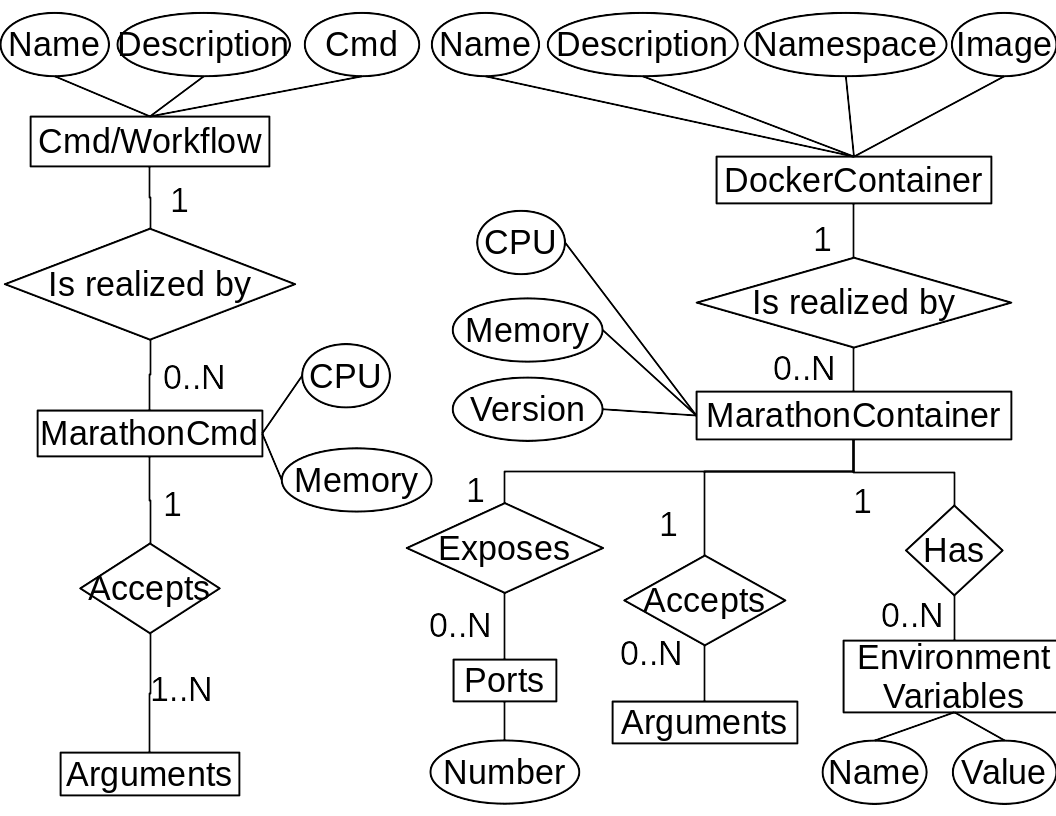 Name
Description
Cmd
Name
Description
Namespace
Image
Cmd/Workflow
DockerContainer
1
1
CPU
Is realized by
Is realized by
Memory
0..N
0..N
CPU
Version
MarathonContainer
MarathonCmd
Memory
1
1
1
1
Exposes
Has
Accepts
Accepts
0..N
0..N
0..N
Environment
Variables
Ports
1..N
Arguments
Arguments
Number
Name
Value